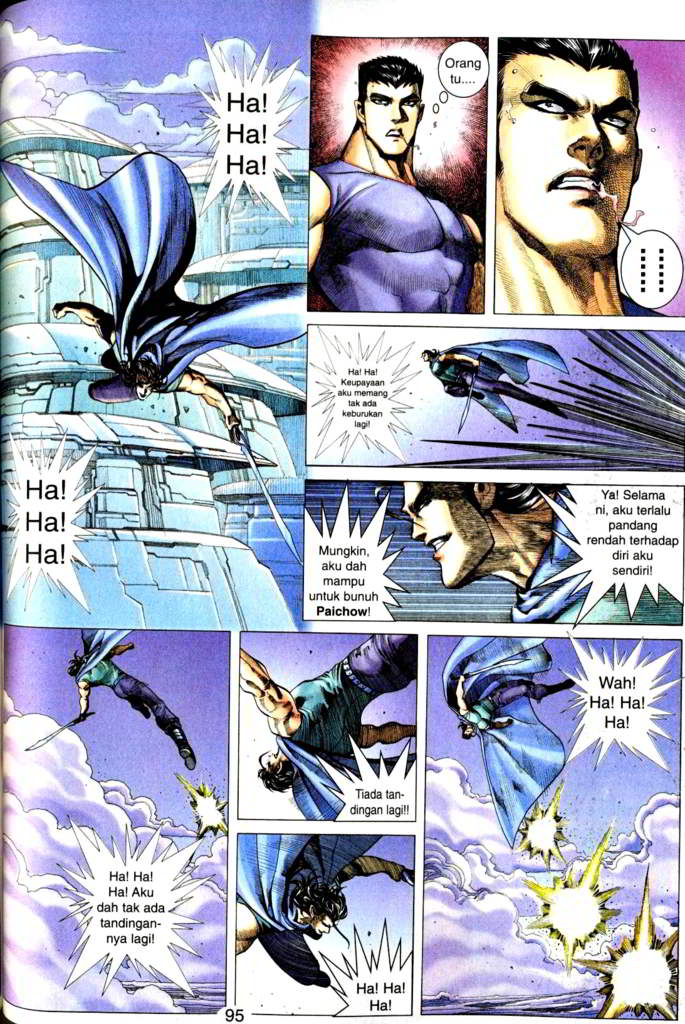 Ha!
Ha!
Ha!
Orang
tu....
Ha! Ha!
Keupayaan
aku memang
tak ada
keburukan
lagi!
Ha!
Ha!
Ha!
Mungkin,
aku dah
mampu
untuk bunuh
Paichow!
Ya! Selama
ni, aku terlalu
pandang
rendah terhadap
diri aku
sendiri!
Ha! Ha!
Ha! Aku
dah tak ada
tandingan-
nya lagi!
Tiada tan-
dingan lagi!!
Ha! Ha!
Ha!
Wah!
Ha! Ha!
Ha!
95